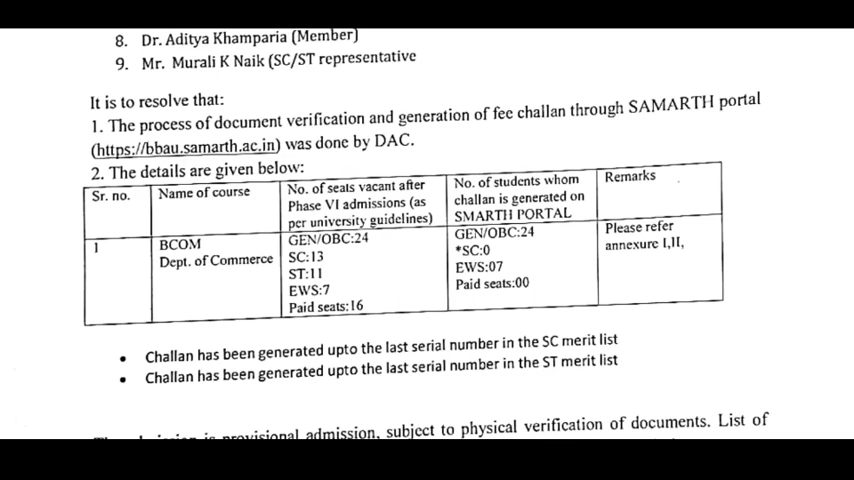 8. Dr. Aditya Khamparia (Member)
9. Mr. Murali K Naik (SC/ST representative
It is to resolve that:
1. The process of document verification and generation of fee challan through SAMARTH portal
(https://bbau.samarth.ac.in) was done by DAC.
2. The details are given below:
Sr. no.
Name of course
No. of seats vacant after
Phase VI admissions (as
per university guidelines)
No. of students whom
challan is generated on
SMARTH PORTAL
Remarks
1
BCOM
Dept. of Commerce
GEN/OBC:24
SC:13
ST:11
EWS:7
Paid seats:16
GEN/OBC:24
*SC:0
EWS:07
Paid seats:00
Please refer
annexure I,II,
• Challan has been generated upto the last serial number in the SC merit list
• Challan has been generated upto the last serial number in the ST merit list
is provisional admission, subject to physical verification of documents. List of